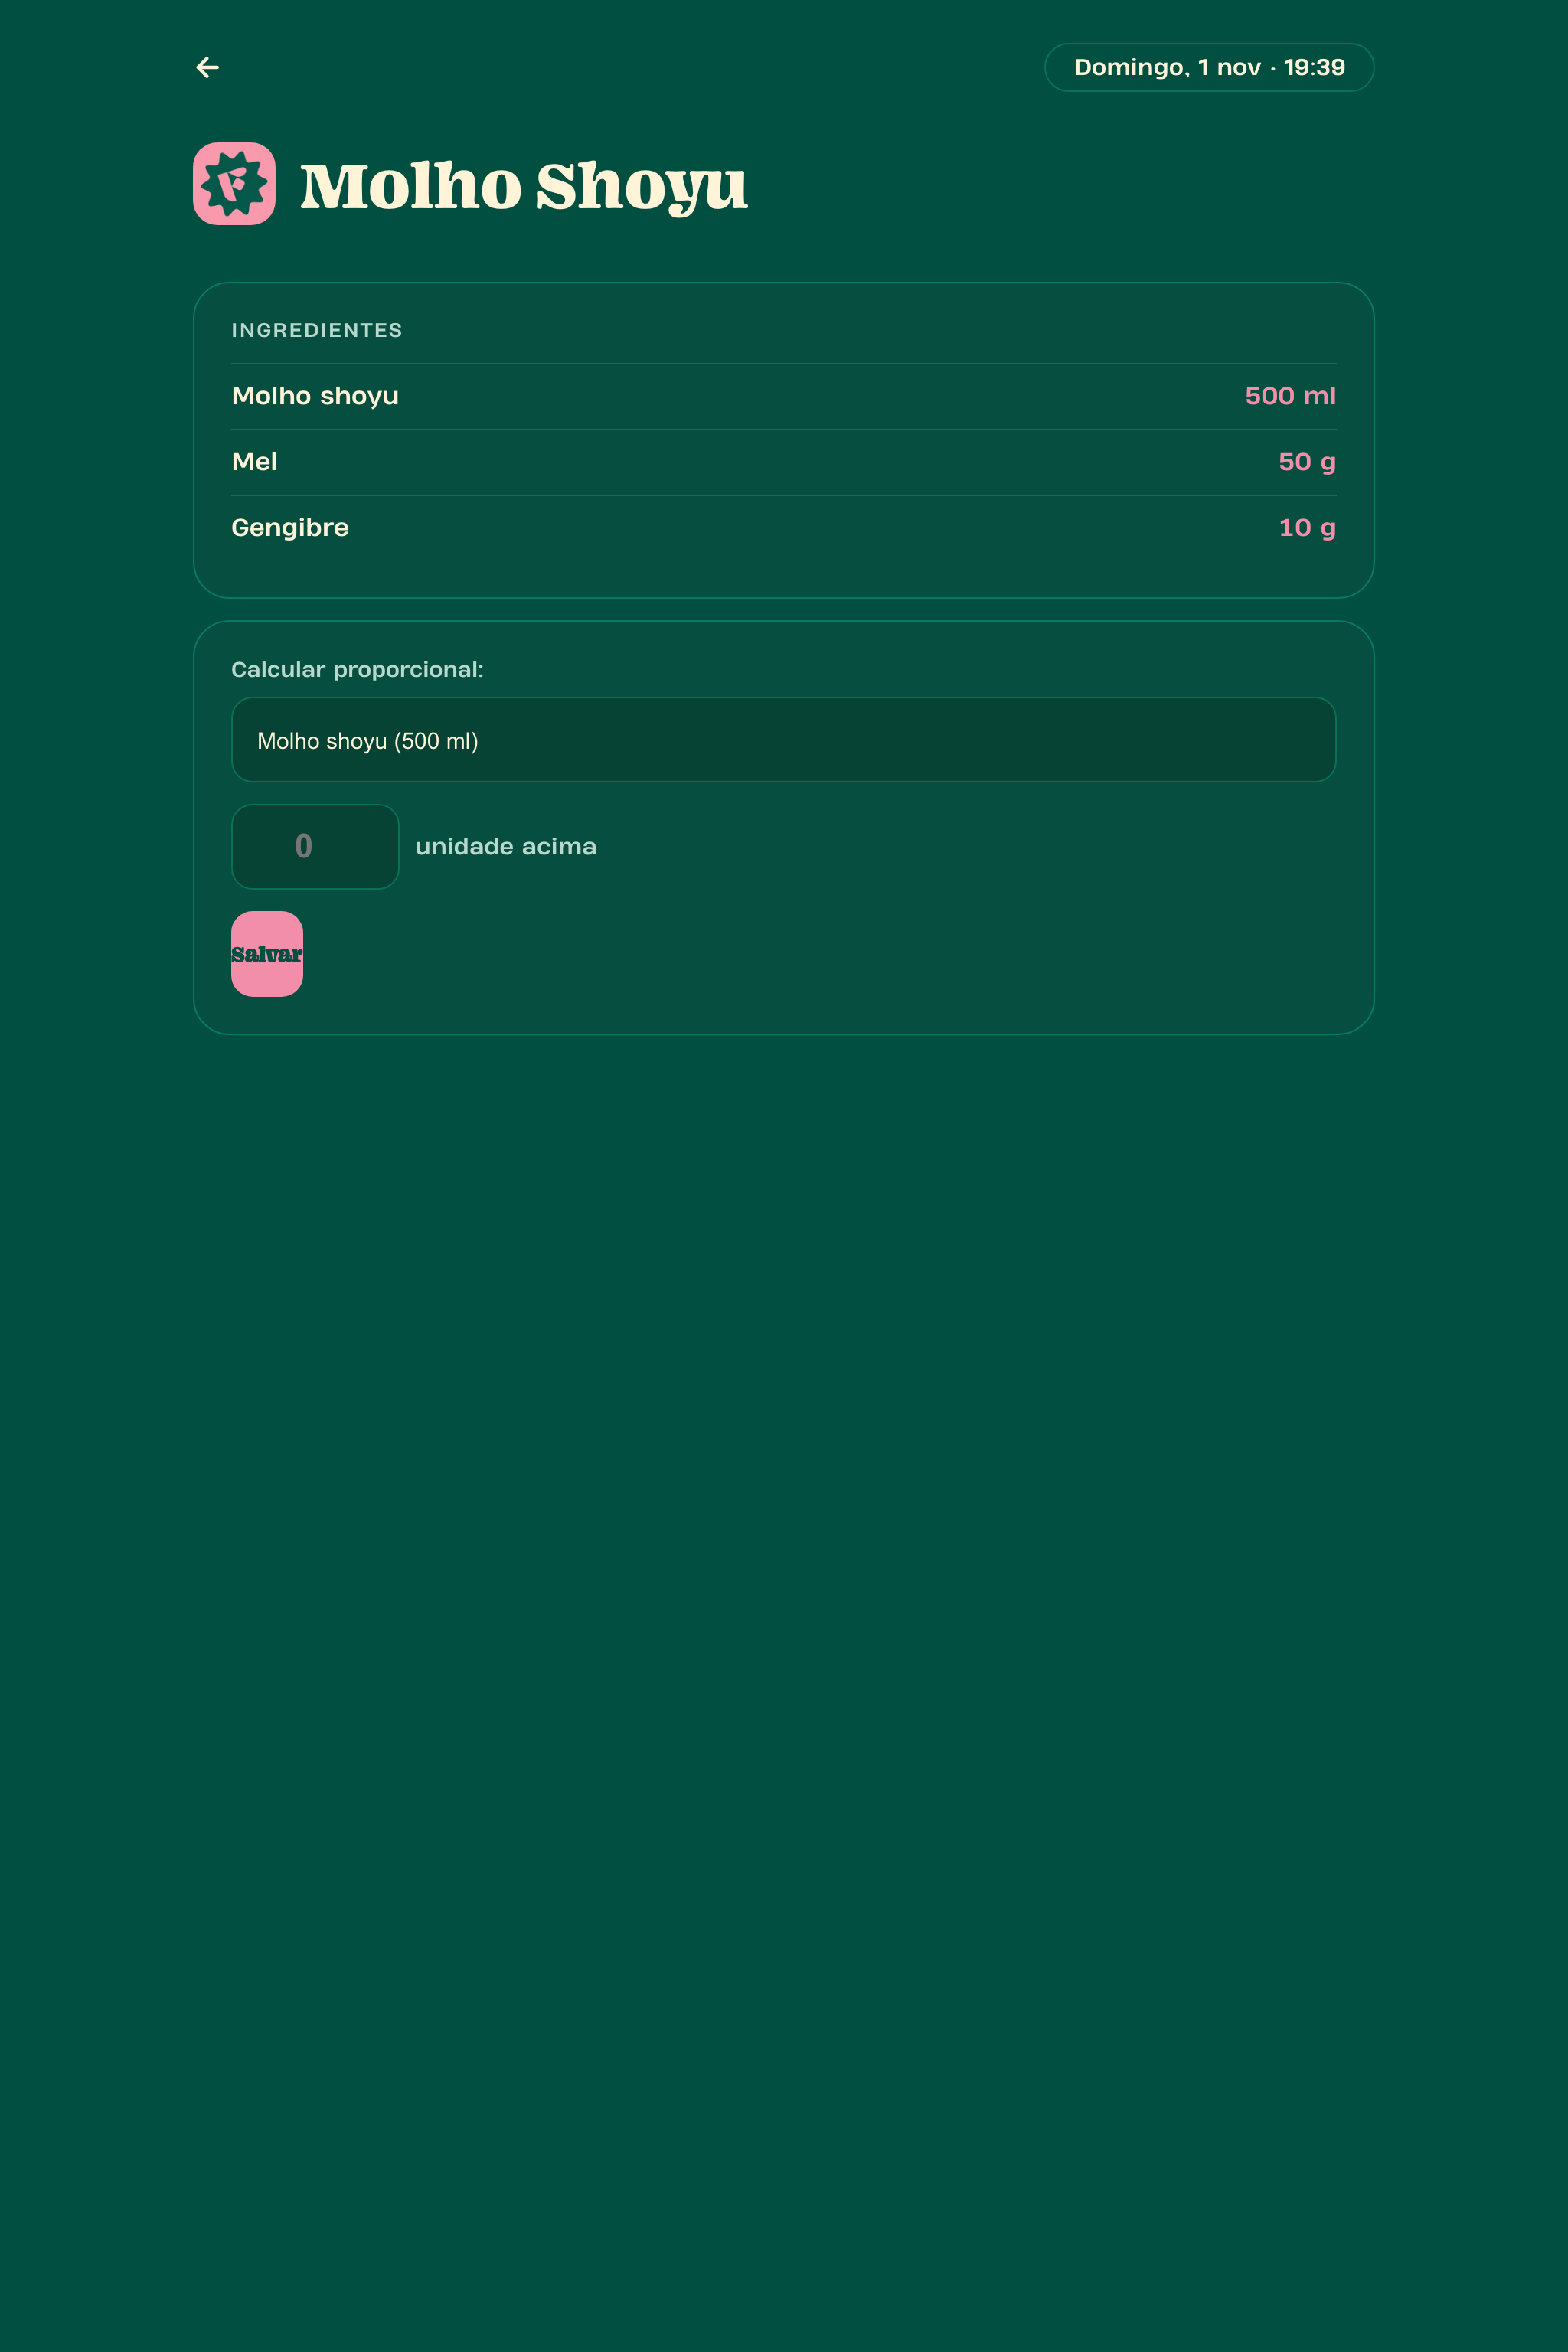 Domingo, 1 nov · 19:39
Molho Shoyu
INGREDIENTES
Molho shoyu 500 ml
Mel 50 g
Gengibre 10 g
Calcular proporcional:
Molho shoyu (500 ml)
0 unidade acima
Salvar